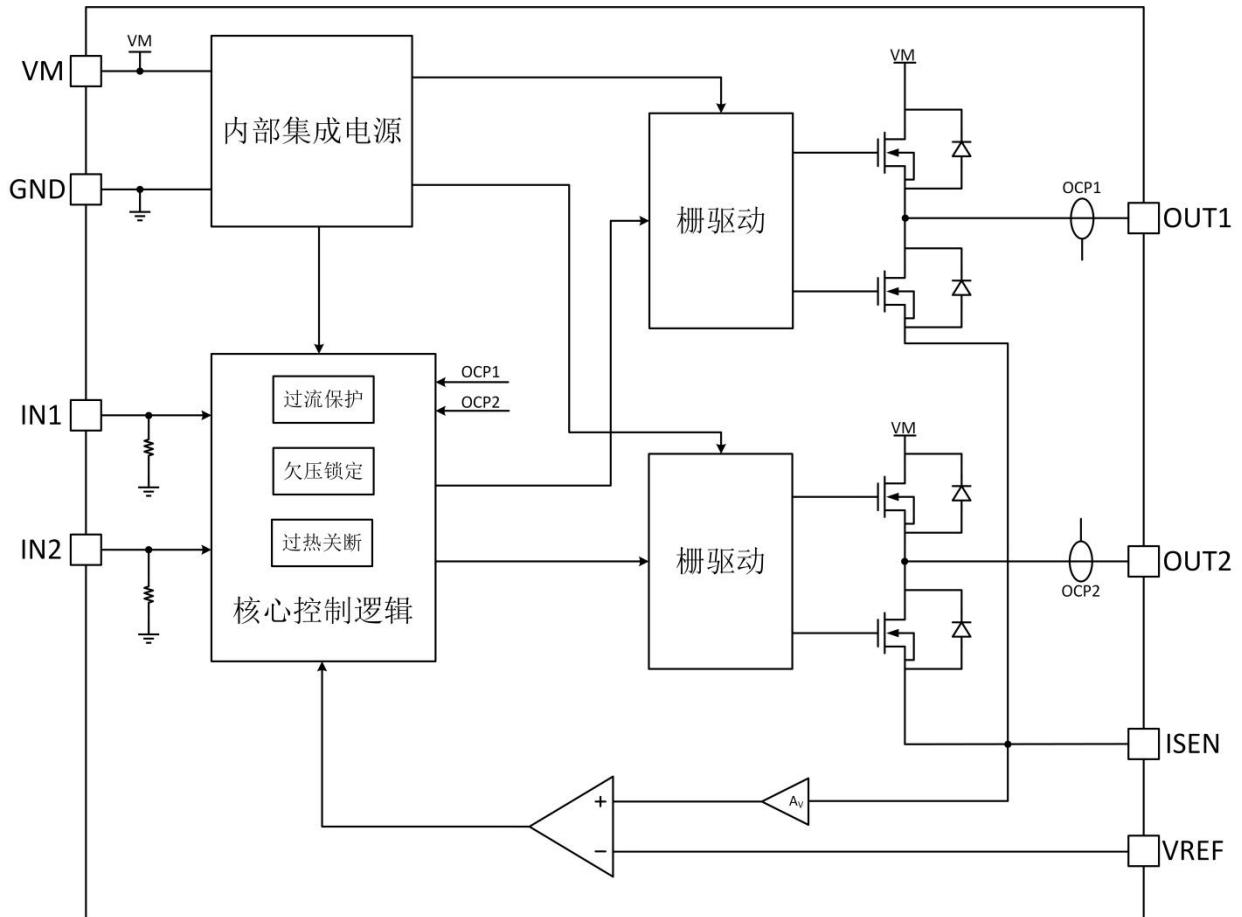 VM
VM
内部集成电源
GND
VM
栅驱动
OCP1
OUT1
过流保护
OCP1
OCP2
IN1
欠压锁定
过热关断
IN2
核心控制逻辑
VM
栅驱动
OUT2
OCP2
ISEN
+
AV
−
VREF